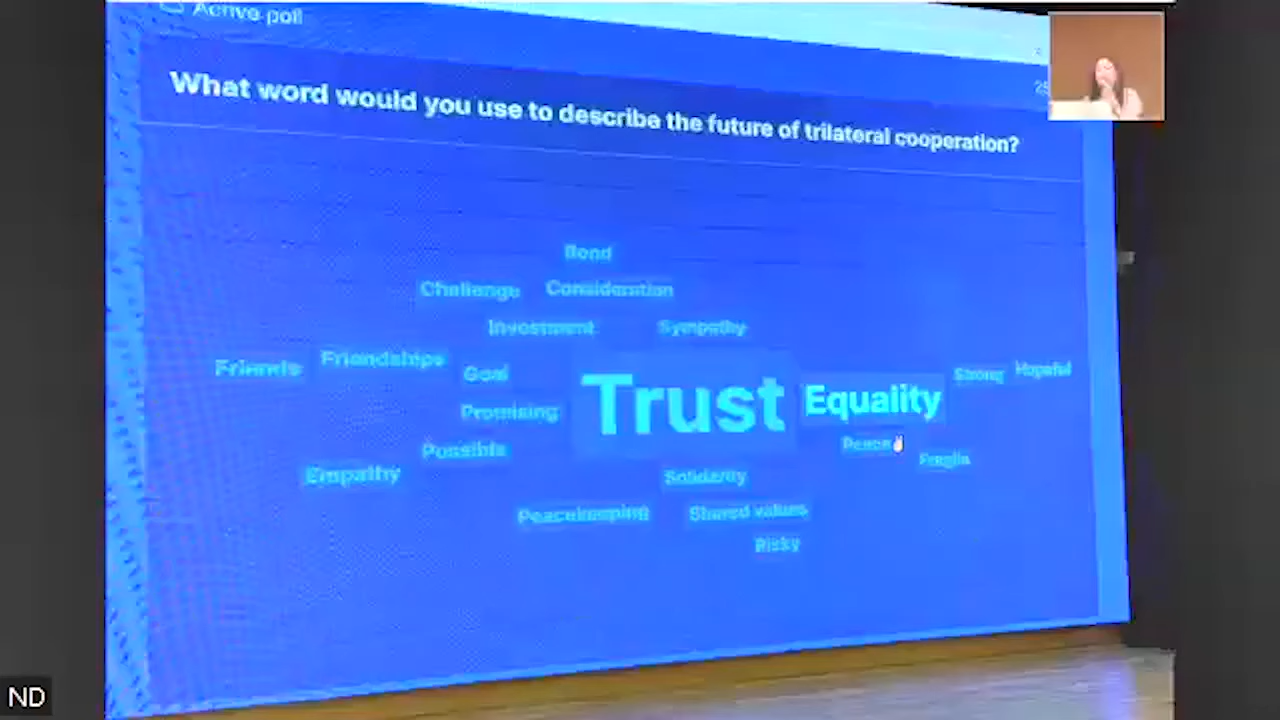 Active poll
What word would you use to describe the future of trilateral cooperation?
Bond
Challenge Consideration
Investment Sympathy
Friends Friendships Goal Strong Hopeful
Trust Equality
Promising
Possible Peace✌🏻 Fragile
Empathy Solidarity
Peacekeeping Shared values
Risky
ND